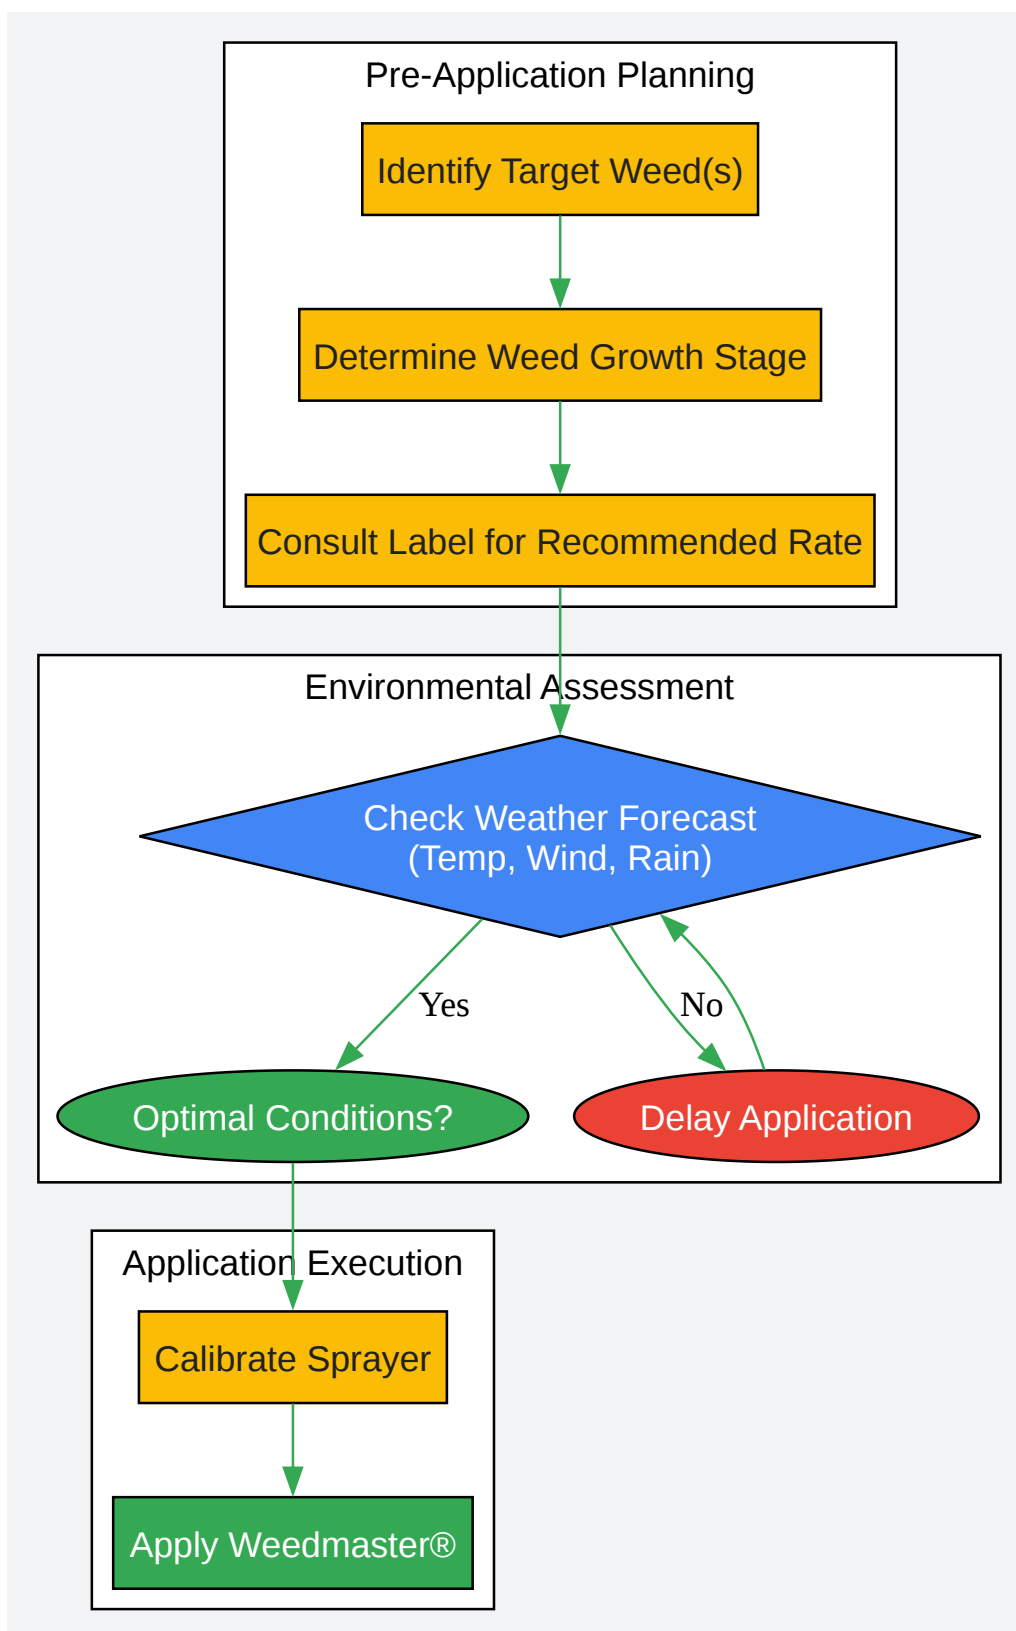 Pre-Application Planning
Identify Target Weed(s)
Determine Weed Growth Stage
Consult Label for Recommended Rate
Environmental Assessment
Check Weather Forecast
(Temp, Wind, Rain)
Yes
No
Optimal Conditions?
Delay Application
Application Execution
Calibrate Sprayer
Apply Weedmaster®